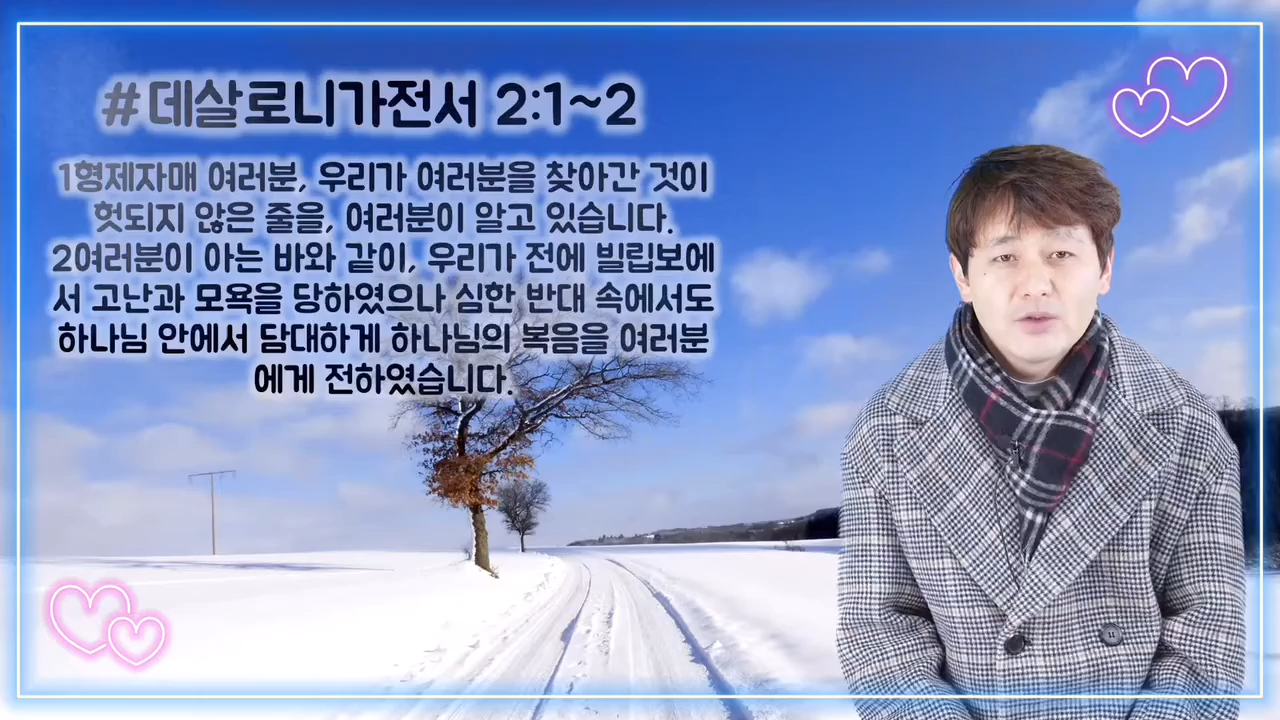 #데살로니가전서 2:1~2
1형제자매 여러분, 우리가 여러분을 찾아간 것이
헛되지 않은 줄을, 여러분이 알고 있습니다.
2여러분이 아는 바와 같이, 우리가 전에 빌립보에
서 고난과 모욕을 당하였으나 심한 반대 속에서도
하나님 안에서 담대하게 하나님의 복음을 여러분
에게 전하였습니다.